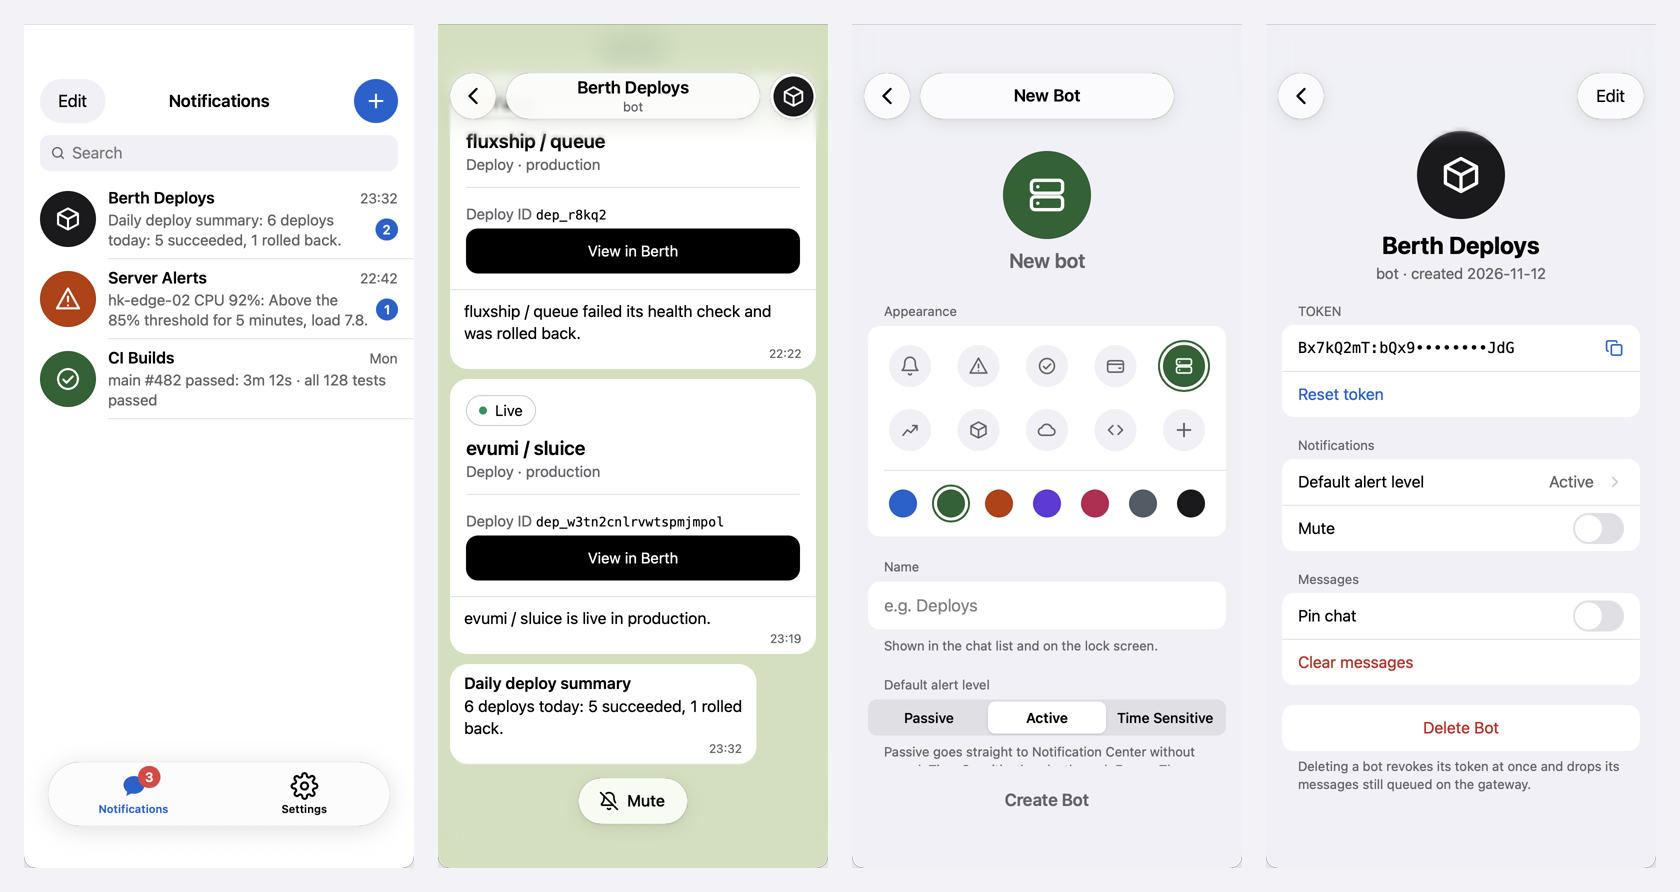 Edit
Notifications
Search
Berth Deploys
23:32
Daily deploy summary: 6 deploys
today: 5 succeeded, 1 rolled back.
2
Server Alerts
22:42
hk-edge-02 CPU 92%: Above the
85% threshold for 5 minutes, load 7.8.
1
CI Builds
Mon
main #482 passed: 3m 12s · all 128 tests
passed
3
Notifications
Settings
Berth Deploys
bot
fluxship / queue
Deploy · production
Deploy ID dep_r8kq2
View in Berth
fluxship / queue failed its health check and
was rolled back.
22:22
Live
evumi / sluice
Deploy · production
Deploy ID dep_w3tn2cnlrvwtspmjmpol
View in Berth
evumi / sluice is live in production.
23:19
Daily deploy summary
6 deploys today: 5 succeeded, 1 rolled
back.
23:32
Mute
New Bot
New bot
Appearance
Name
e.g. Deploys
Shown in the chat list and on the lock screen.
Default alert level
Passive
Active
Time Sensitive
Passive goes straight to Notification Center without
Create Bot
Edit
Berth Deploys
bot · created 2026-11-12
TOKEN
Bx7kQ2mT:bQx9••••••••JdG
Reset token
Notifications
Default alert level
Active
Mute
Messages
Pin chat
Clear messages
Delete Bot
Deleting a bot revokes its token at once and drops its
messages still queued on the gateway.